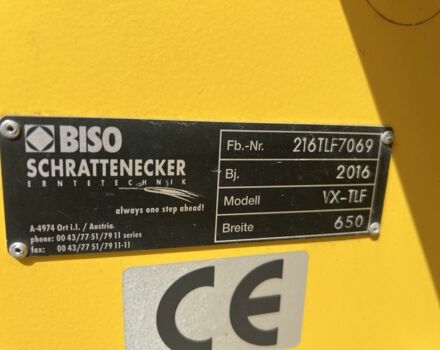 BISO
SCHRATTENECKER
ERNTETECHNIK
always one step ahead!
A-4974 Ort i.I. / Austria
phone: 00 43/77 51/79 11 series
fax: 00 43/77 51/79 11-11
Fb.-Nr. 216TLF7069
Bj. 2016
Modell VX-TLF
Breite 650
CE